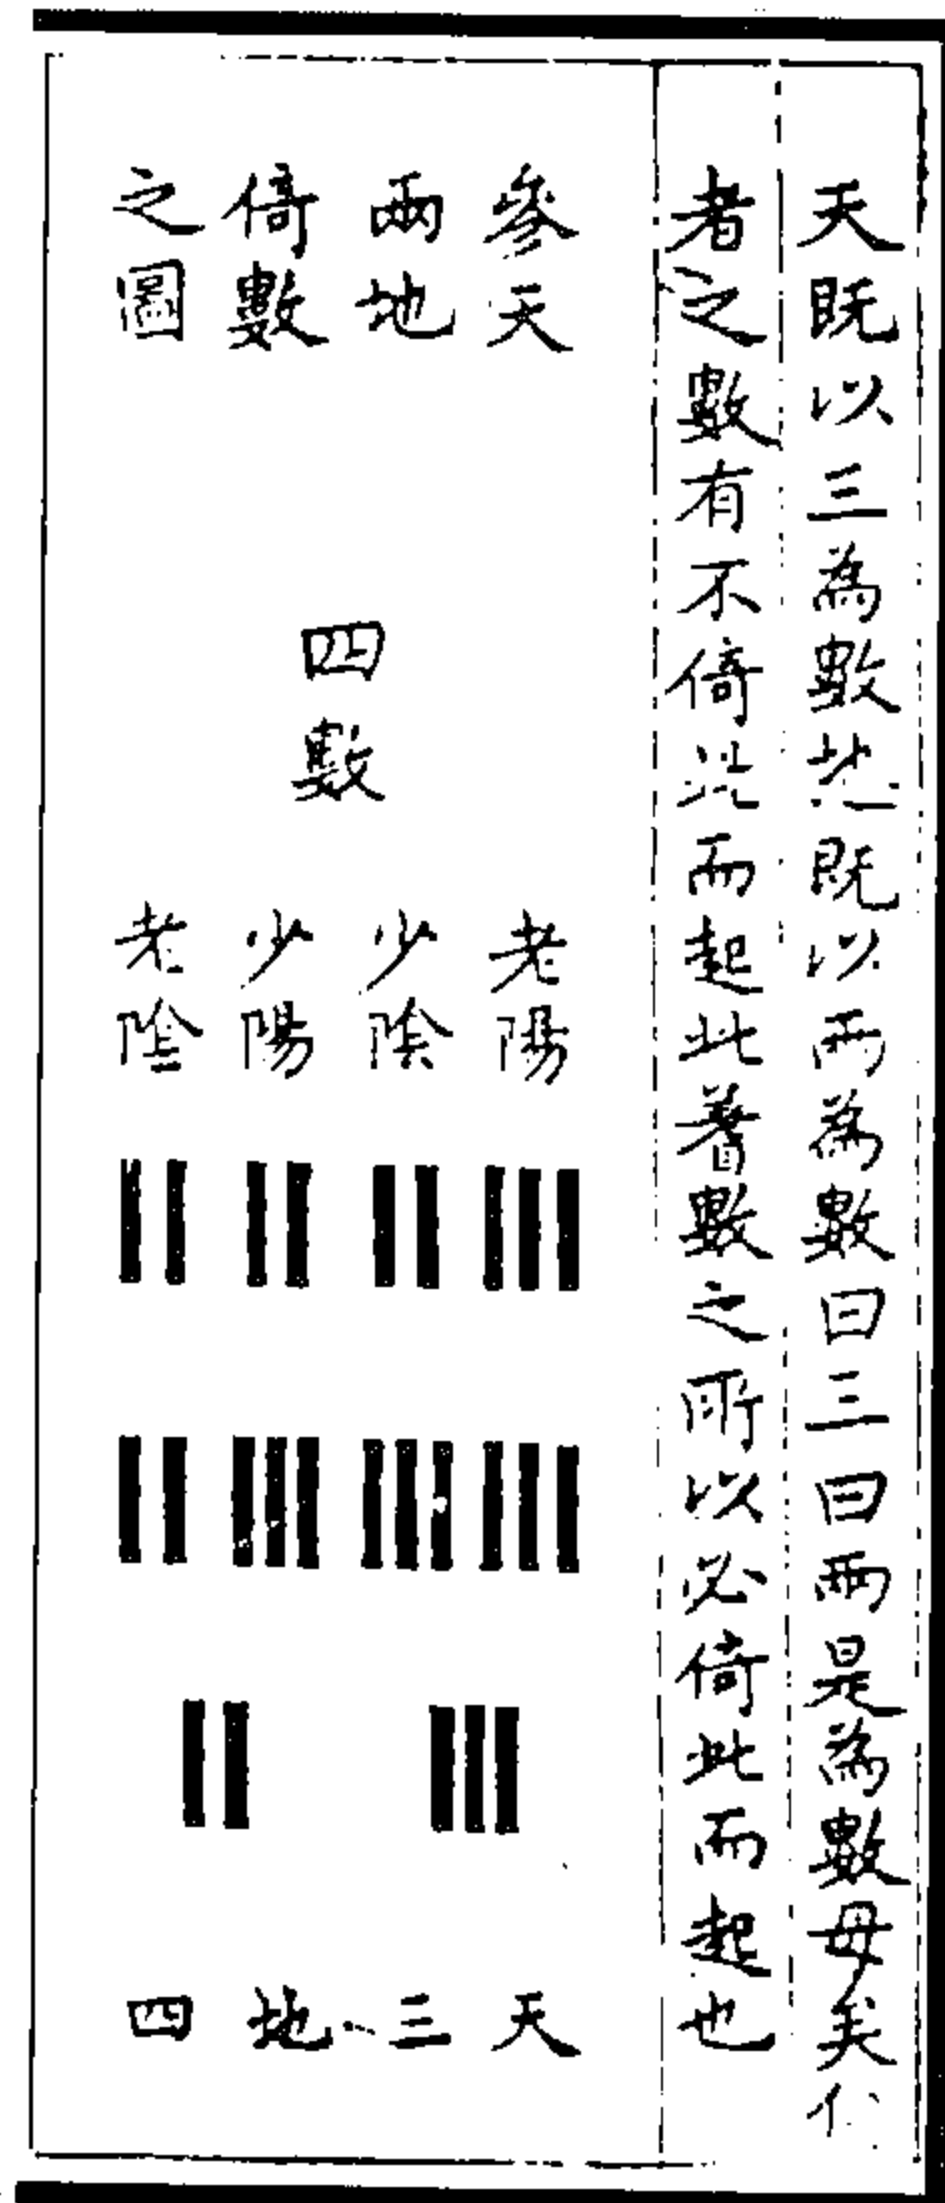 天既以三為數地既以兩為數曰三曰兩是為數母矣
者之數有不倚此而起此蓍數之所以必倚此而起也
參天
兩地
倚數
之圖
四數
老陽
少陰
少陽
老陰
天三地四